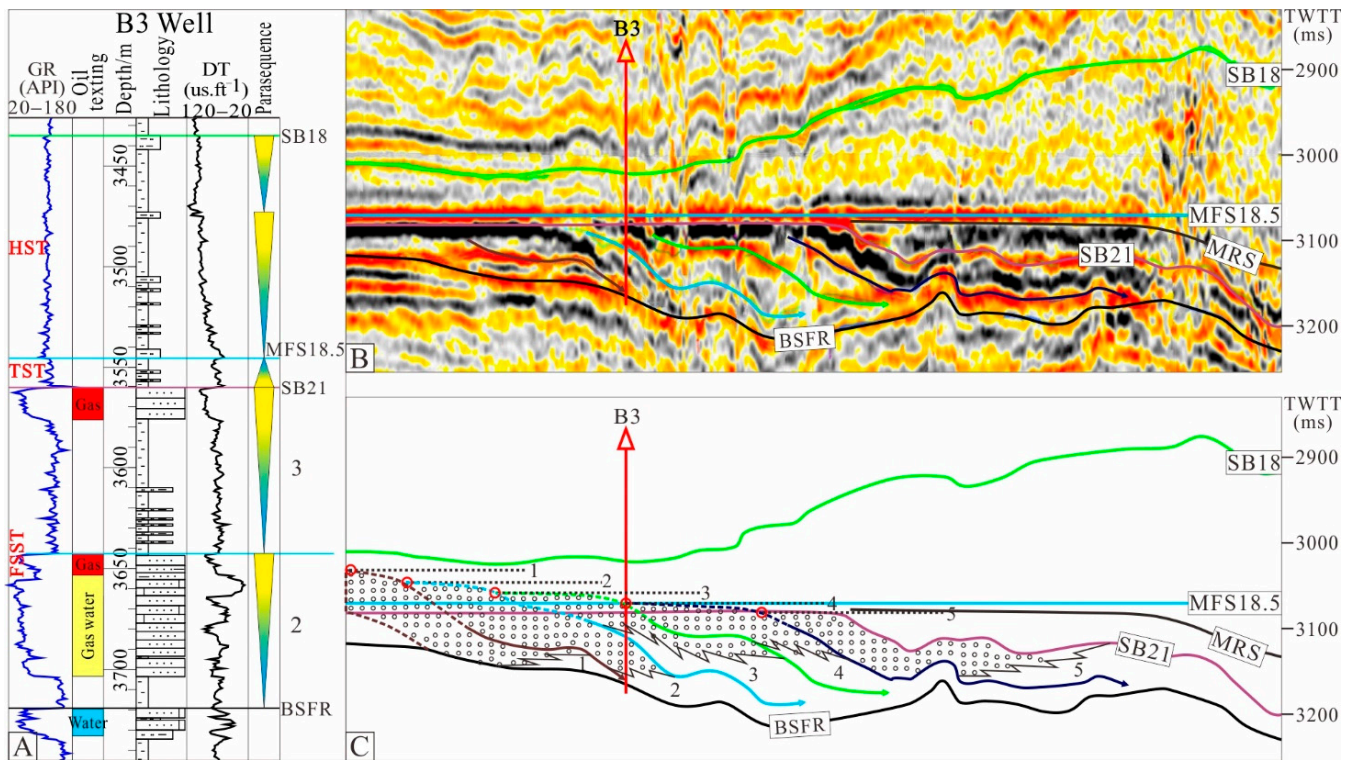 B3 Well
GR
(API)
20–180
Oil
texting
Depth/m
Lithology
DT
(us.ft⁻¹)
120–20
Parasequence
SB18
3450
HST
3500
MFS18.5
3550
TST
SB21
Gas
3600
3
FSST
3650
Gas
Gas water
2
3700
BSFR
Water
A
B3
TWTT
(ms)
SB18
2900
3000
MFS18.5
3100
MRS
SB21
3200
BSFR
B
B3
TWTT
(ms)
2900
SB18
3000
1
2
3
4
5
MFS18.5
3100
MRS
SB21
1
2
3
4
5
3200
BSFR
C